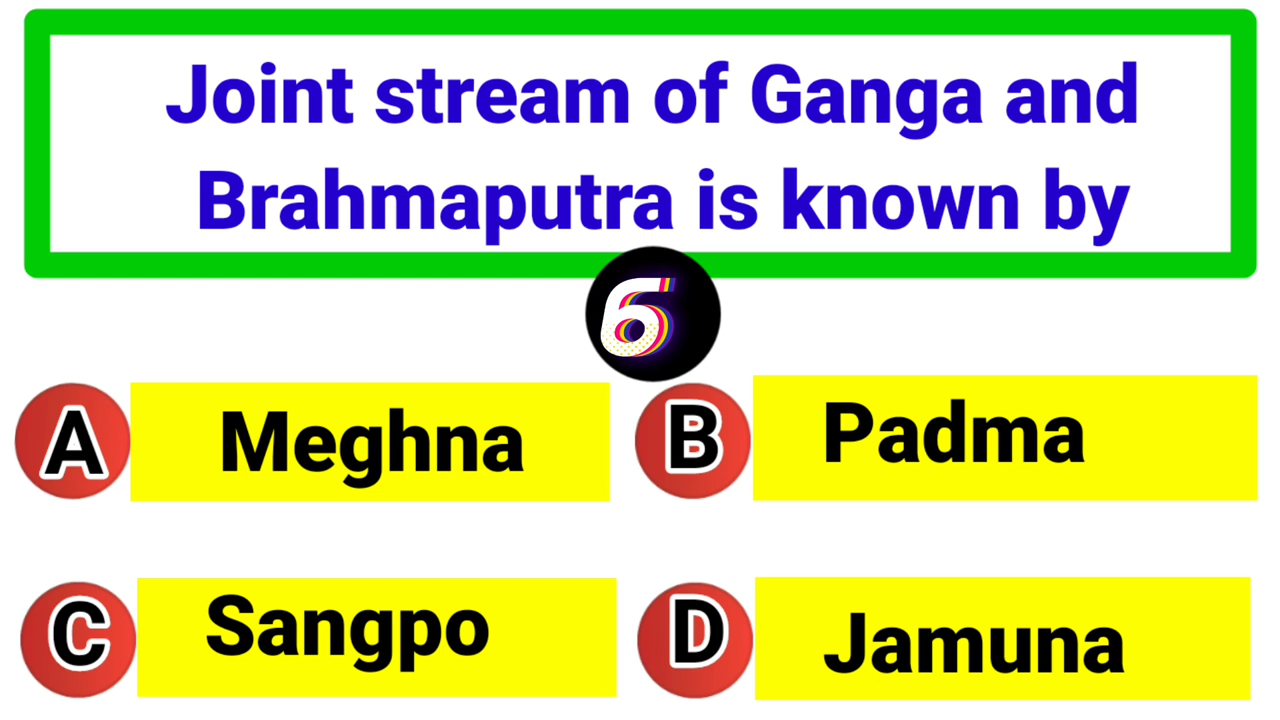 Joint stream of Ganga and
Brahmaputra is known by
6
A Meghna
B Padma
C Sangpo
D Jamuna